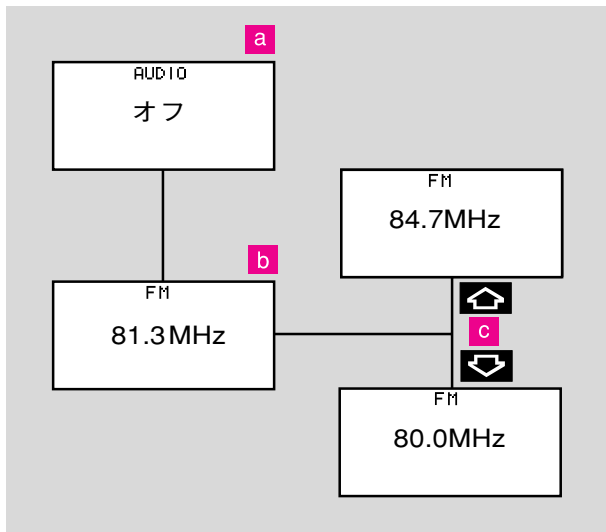 a
AUDIO
オフ
b
FM
81.3MHz
FM
84.7MHz
c
FM
80.0MHz